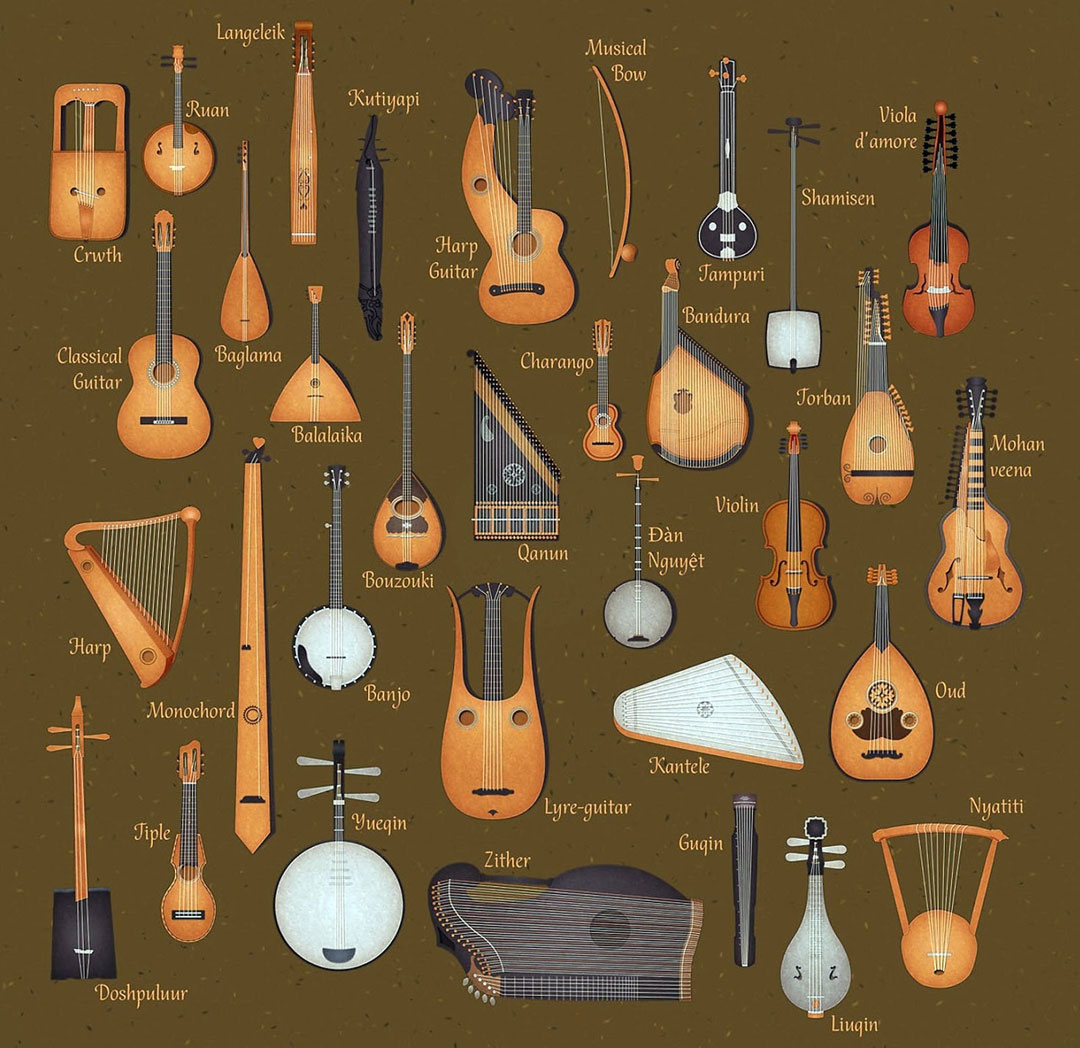 Langeleik
Musical
Bow
Ruan
Kutiyapi
Viola
d'amore
Shamisen
Crwth
Harp
Guitar
Tampuri
Bandura
Classical
Guitar
Baglama
Charango
Torban
Balalaika
Mohan
veena
Violin
Đàn
Nguyệt
Qanun
Bouzouki
Harp
Banjo
Oud
Monochord
Kantele
Lyre-guitar
Nyatiti
Tiple
Yueqin
Guqin
Zither
Doshpuluur
Liuqin